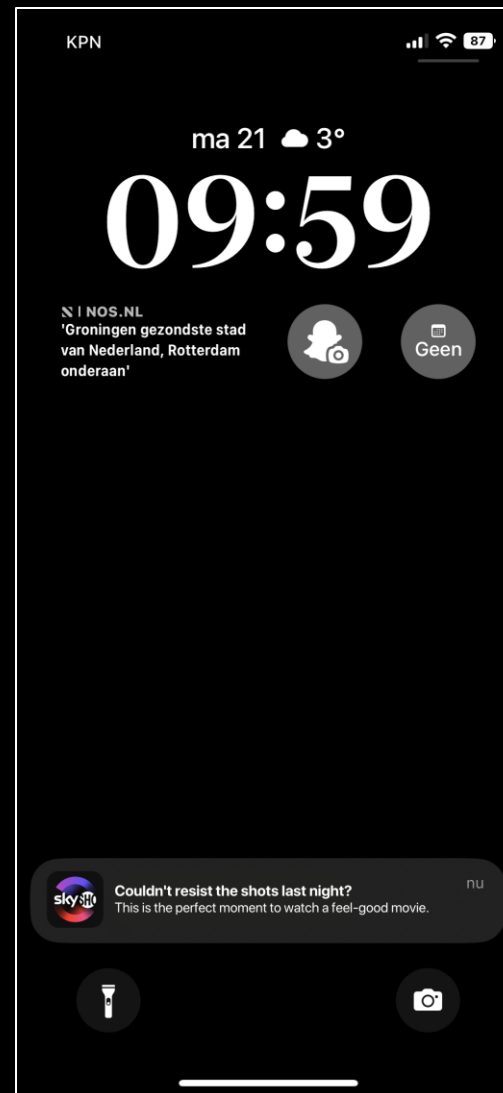 KPN
87
ma 21 3°
09:59
N | NOS.NL
'Groningen gezondste stad
van Nederland, Rotterdam
onderaan'
Geen
sky SHO
Couldn't resist the shots last night?
nu
This is the perfect moment to watch a feel-good movie.